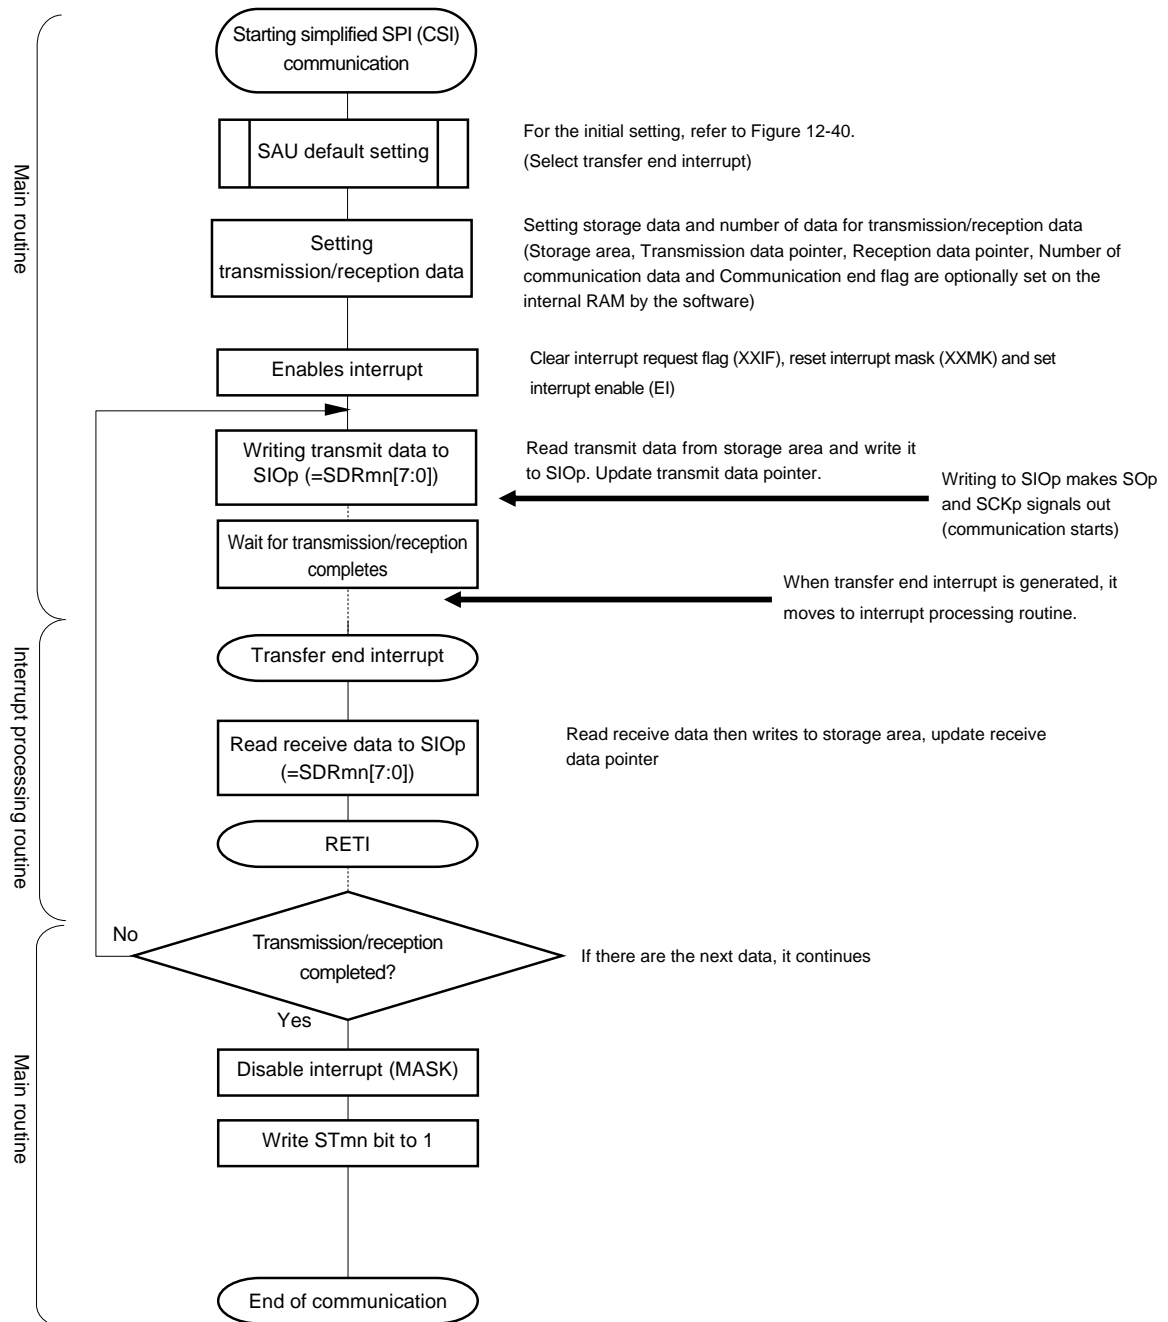 Starting simplified SPI (CSI)
communication
SAU default setting
For the initial setting, refer to Figure 12-40.
(Select transfer end interrupt)
Main routine
Setting
transmission/reception data
Setting storage data and number of data for transmission/reception data
(Storage area, Transmission data pointer, Reception data pointer, Number of
communication data and Communication end flag are optionally set on the
internal RAM by the software)
Enables interrupt
Clear interrupt request flag (XXIF), reset interrupt mask (XXMK) and set
interrupt enable (EI)
Writing transmit data to
SIOp (=SDRmn[7:0])
Read transmit data from storage area and write it
to SIOp. Update transmit data pointer.
Writing to SIOp makes SOp
and SCKp signals out
(communication starts)
Wait for transmission/reception
completes
When transfer end interrupt is generated, it
moves to interrupt processing routine.
Transfer end interrupt
Interrupt processing routine
Read receive data to SIOp
(=SDRmn[7:0])
Read receive data then writes to storage area, update receive
data pointer
RETI
No
Transmission/reception
completed?
If there are the next data, it continues
Yes
Main routine
Disable interrupt (MASK)
Write STmn bit to 1
End of communication